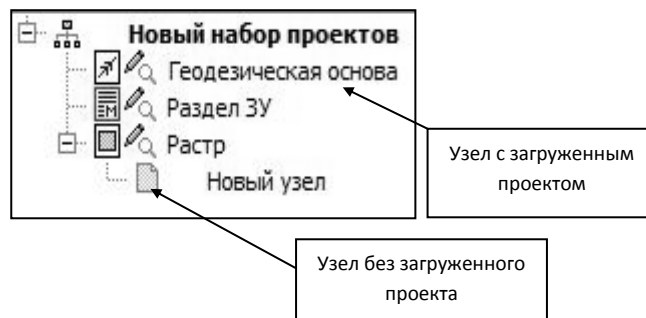 Новый набор проектов
Геодезическая основа
Раздел ЗУ
Растр
Новый узел
Узел с загруженным
проектом
Узел без загруженного
проекта